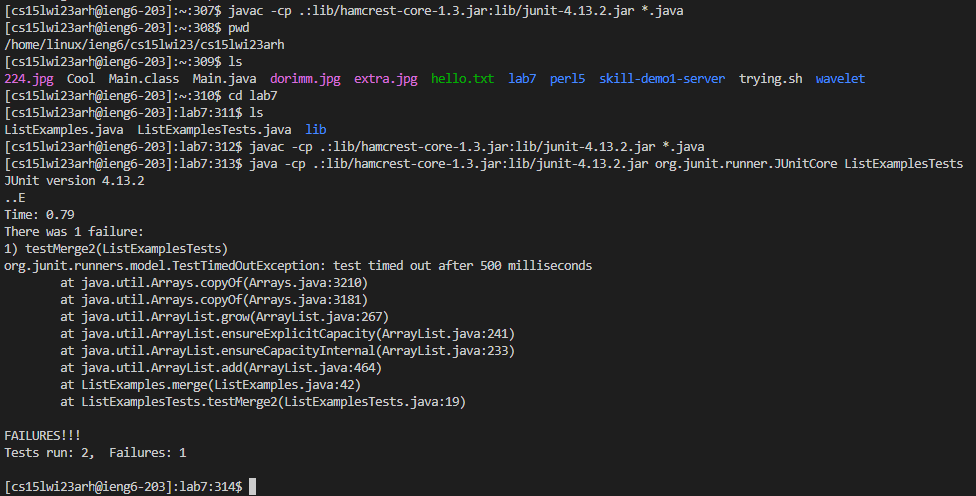 [cs15lwi23arh@ieng6-203]:~:307$ javac -cp .:lib/hamcrest-core-1.3.jar:lib/junit-4.13.2.jar *.java
[cs15lwi23arh@ieng6-203]:~:308$ pwd
/home/linux/ieng6/cs15lwi23/cs15lwi23arh
[cs15lwi23arh@ieng6-203]:~:309$ ls
224.jpg  Cool  Main.class  Main.java  dorimm.jpg  extra.jpg  hello.txt  lab7  perl5  skill-demo1-server  trying.sh  wavelet
[cs15lwi23arh@ieng6-203]:~:310$ cd lab7
[cs15lwi23arh@ieng6-203]:lab7:311$ ls
ListExamples.java  ListExamplesTests.java  lib
[cs15lwi23arh@ieng6-203]:lab7:312$ javac -cp .:lib/hamcrest-core-1.3.jar:lib/junit-4.13.2.jar *.java
[cs15lwi23arh@ieng6-203]:lab7:313$ java -cp .:lib/hamcrest-core-1.3.jar:lib/junit-4.13.2.jar org.junit.runner.JUnitCore ListExamplesTests
JUnit version 4.13.2
..E
Time: 0.79
There was 1 failure:
1) testMerge2(ListExamplesTests)
org.junit.runners.model.TestTimedOutException: test timed out after 500 milliseconds
        at java.util.Arrays.copyOf(Arrays.java:3210)
        at java.util.Arrays.copyOf(Arrays.java:3181)
        at java.util.ArrayList.grow(ArrayList.java:267)
        at java.util.ArrayList.ensureExplicitCapacity(ArrayList.java:241)
        at java.util.ArrayList.ensureCapacityInternal(ArrayList.java:233)
        at java.util.ArrayList.add(ArrayList.java:464)
        at ListExamples.merge(ListExamples.java:42)
        at ListExamplesTests.testMerge2(ListExamplesTests.java:19)

FAILURES!!!
Tests run: 2,  Failures: 1

[cs15lwi23arh@ieng6-203]:lab7:314$